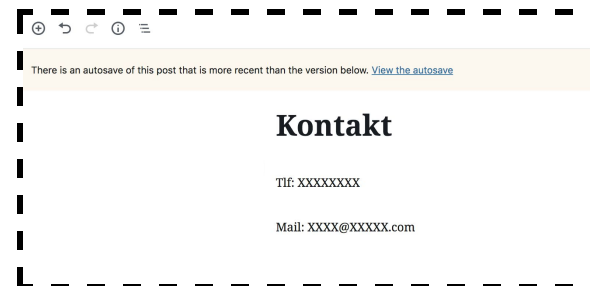 There is an autosave of this post that is more recent than the version below. View the autosave
Kontakt
Tlf: XXXXXXXX
Mail: XXXX@XXXXX.com